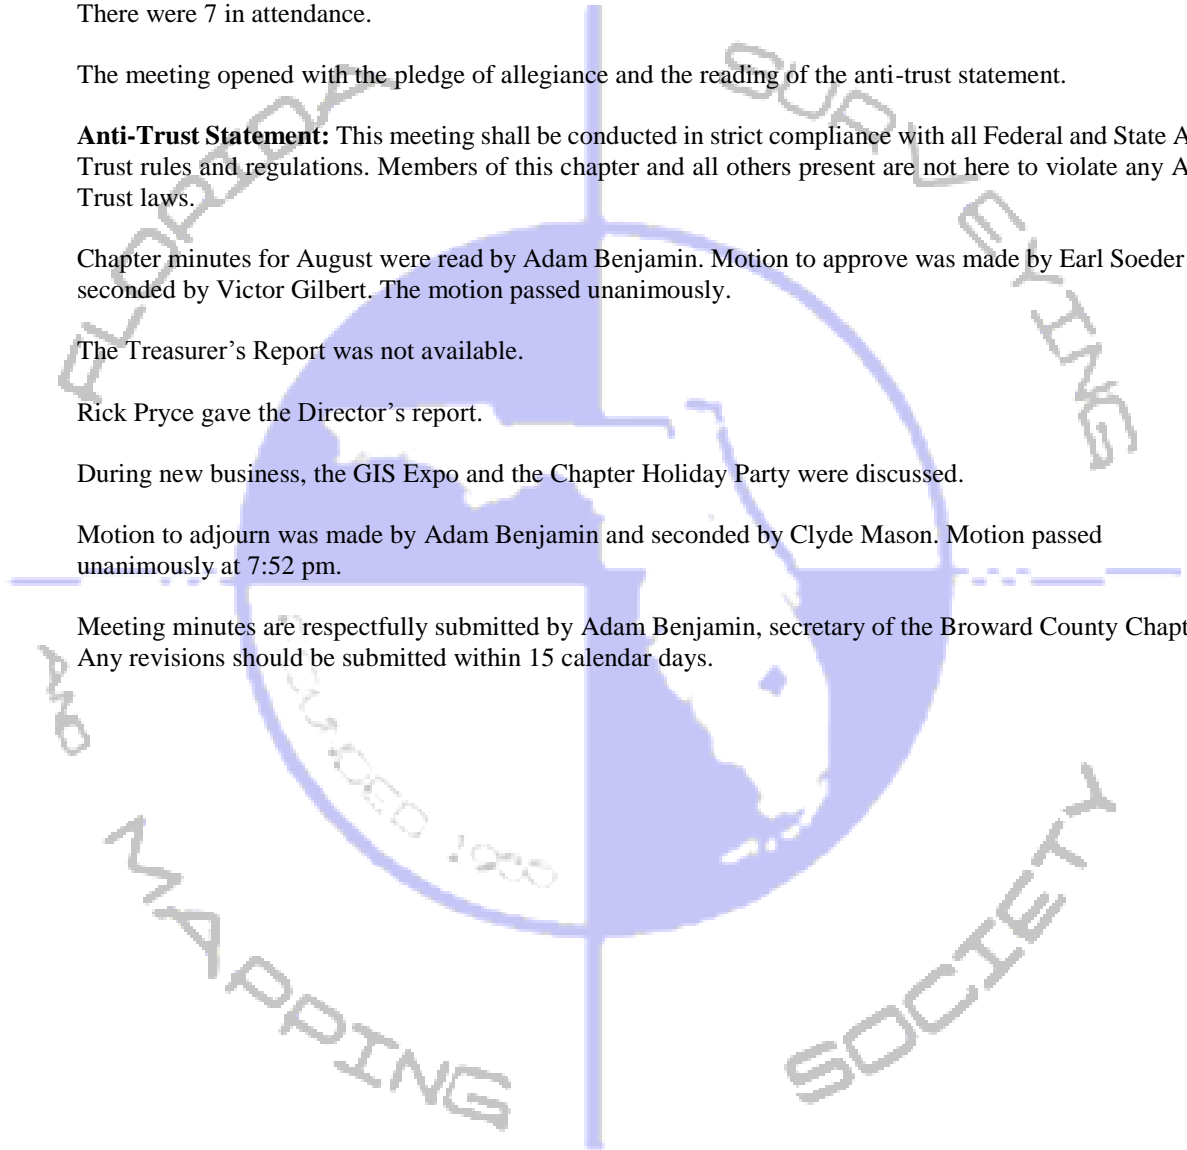 There were 7 in attendance.
The meeting opened with the pledge of allegiance and the reading of the anti-trust statement.
Anti-Trust Statement: This meeting shall be conducted in strict compliance with all Federal and State A
Trust rules and regulations. Members of this chapter and all others present are not here to violate any A
Trust laws.
Chapter minutes for August were read by Adam Benjamin. Motion to approve was made by Earl Soeder
seconded by Victor Gilbert. The motion passed unanimously.
The Treasurer’s Report was not available.
Rick Pryce gave the Director’s report.
During new business, the GIS Expo and the Chapter Holiday Party were discussed.
Motion to adjourn was made by Adam Benjamin and seconded by Clyde Mason. Motion passed
unanimously at 7:52 pm.
Meeting minutes are respectfully submitted by Adam Benjamin, secretary of the Broward County Chapt
Any revisions should be submitted within 15 calendar days.
FLORIDA
SURVEYING
AND
MAPPING
SOCIETY